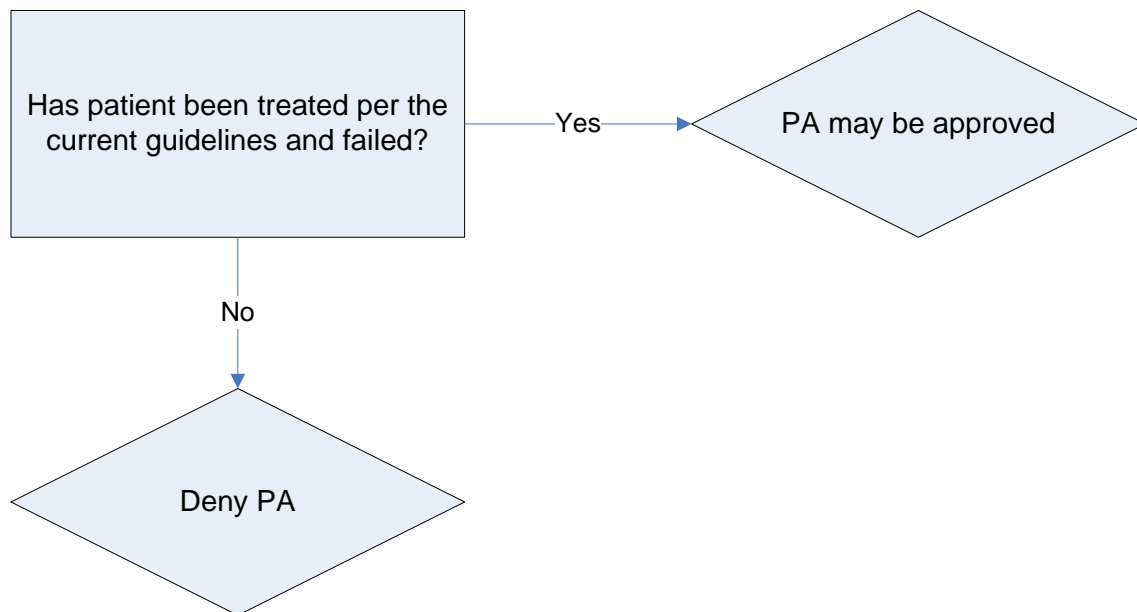 Has patient been treated per the
current guidelines and failed?
Yes
PA may be approved
No
Deny PA